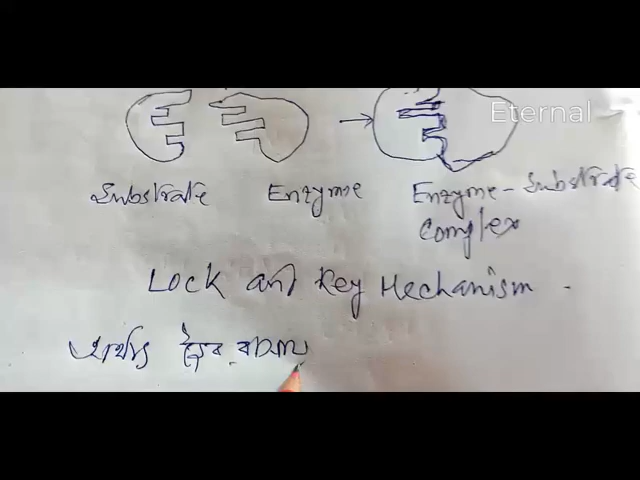 Eternal
Substrate Enzyme Enzyme - Substrate
Complex
Lock and Key Mechanism.